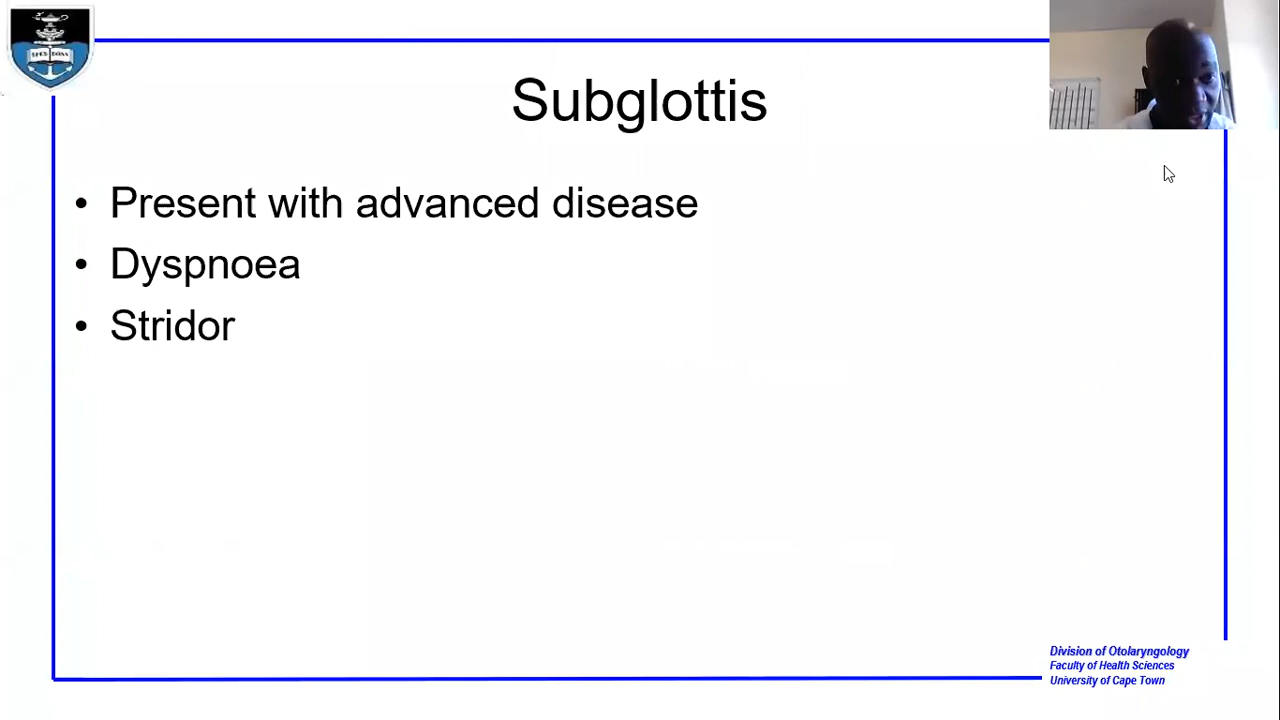 Subglottis
• Present with advanced disease
• Dyspnoea
• Stridor
Division of Otolaryngology
Faculty of Health Sciences
University of Cape Town